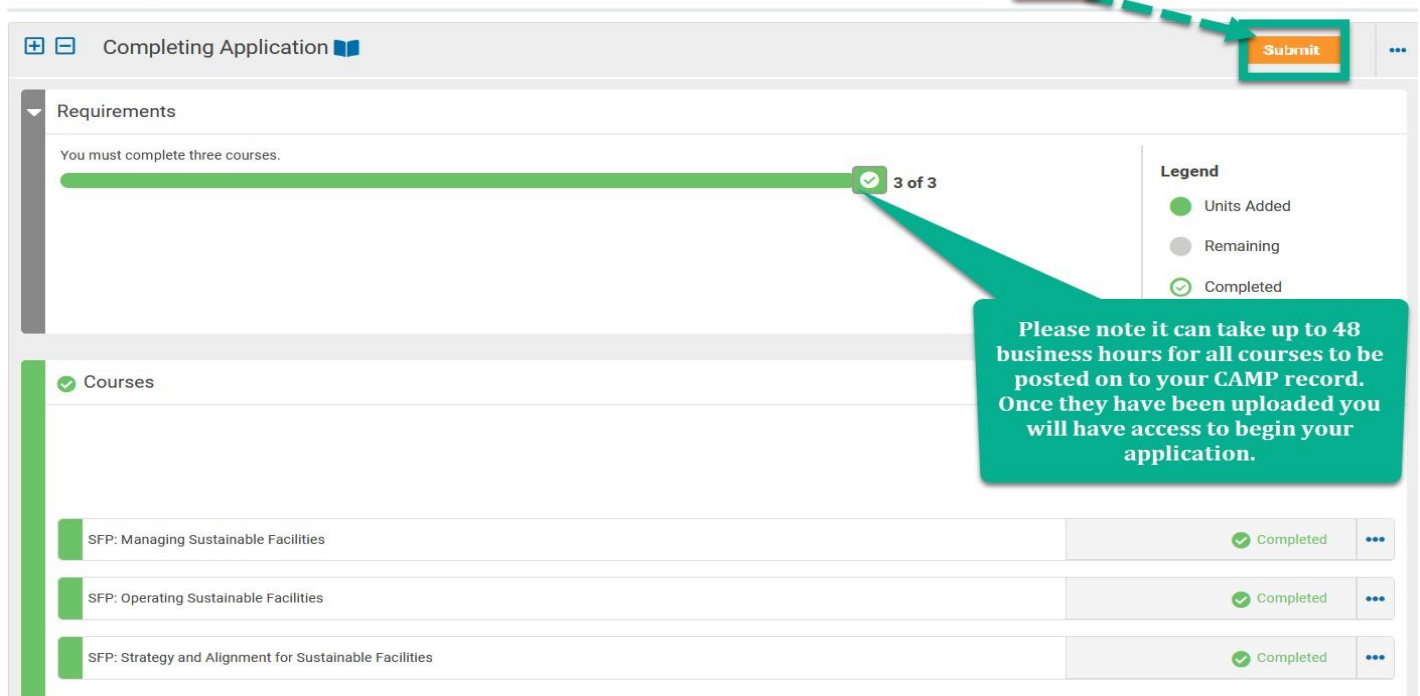 Completing Application
Submit
Requirements
You must complete three courses.
3 of 3
Legend
Units Added
Remaining
Completed
Please note it can take up to 48
business hours for all courses to be
posted on to your CAMP record.
Once they have been uploaded you
will have access to begin your
application.
Courses
SFP: Managing Sustainable Facilities
Completed
SFP: Operating Sustainable Facilities
Completed
SFP: Strategy and Alignment for Sustainable Facilities
Completed